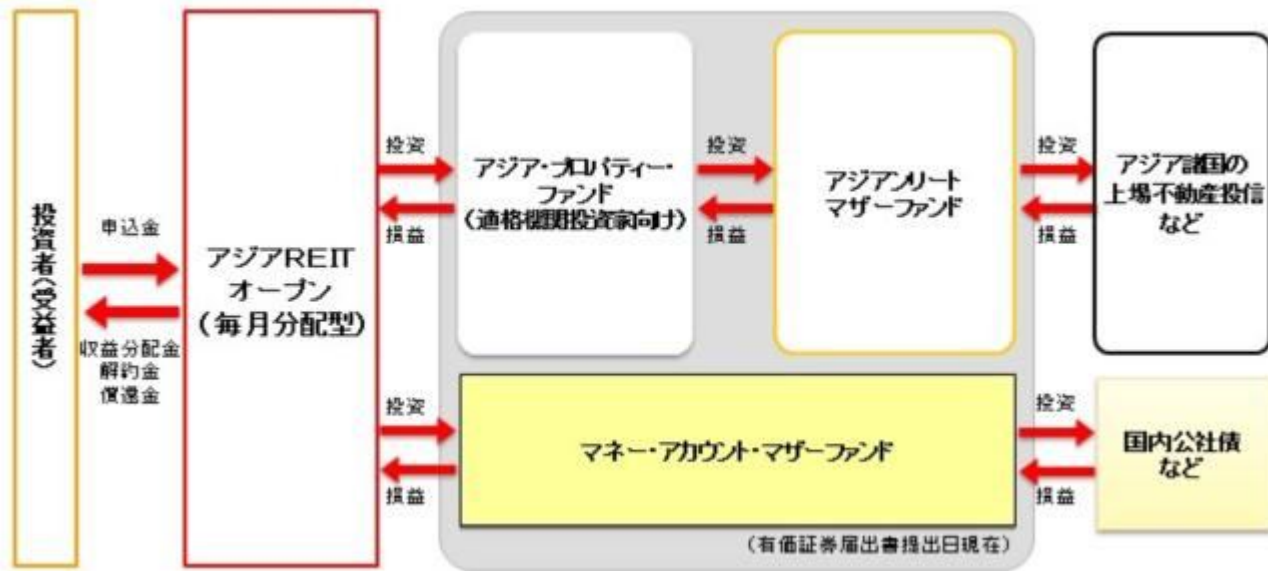 投資者（受益者）
申込金
収益分配金
解約金
償還金
アジアREIT
オープン
（毎月分配型）
投資
損益
アジア・プロパティー・
ファンド
（適格機関投資家向け）
投資
損益
アジアンリート
マザーファンド
投資
損益
アジア諸国の
上場不動産投信
など
投資
損益
マネー・アカウント・マザーファンド
投資
損益
国内公社債
など
（有価証券届出書提出日現在）